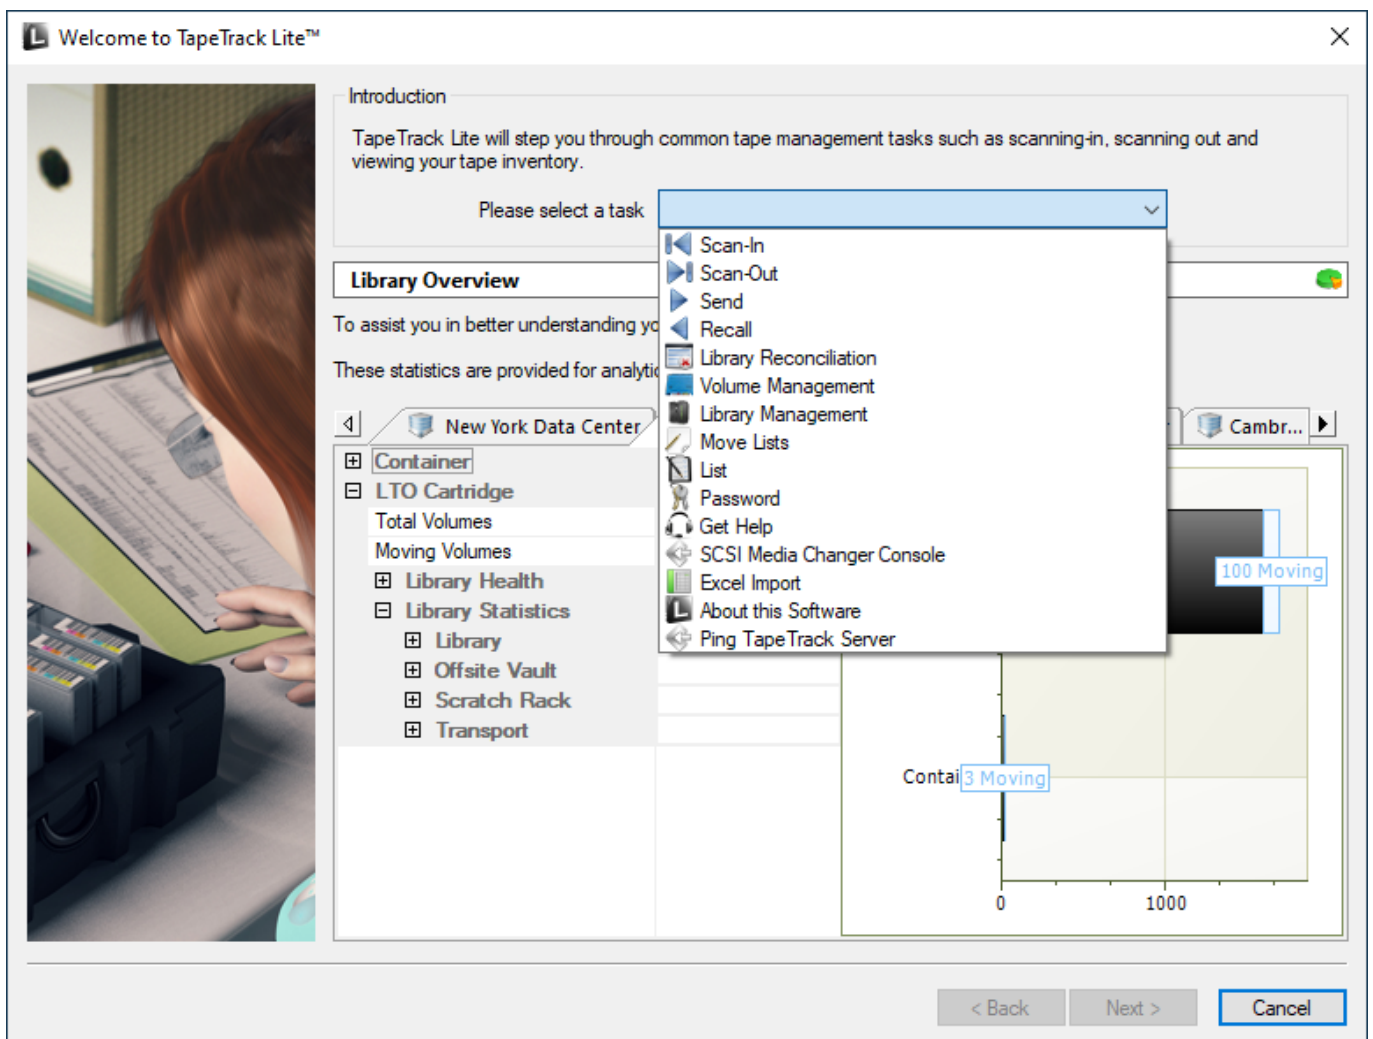 Welcome to TapeTrack Lite™
Introduction
TapeTrack Lite will step you through common tape management tasks such as scanning-in, scanning out and
viewing your tape inventory.
Please select a task
Scan-In
Scan-Out
Send
Recall
Library Reconciliation
Volume Management
Library Management
Move Lists
List
Password
Get Help
SCSI Media Changer Console
Excel Import
About this Software
Ping TapeTrack Server
Library Overview
To assist you in better understanding
These statistics are provided for
New York Data Center
Cambr...
Container
LTO Cartridge
Total Volumes
Moving Volumes
Library Health
Library Statistics
Library
Offsite Vault
Scratch Rack
Transport
100 Moving
Contai
3 Moving
0
1000
< Back
Next >
Cancel